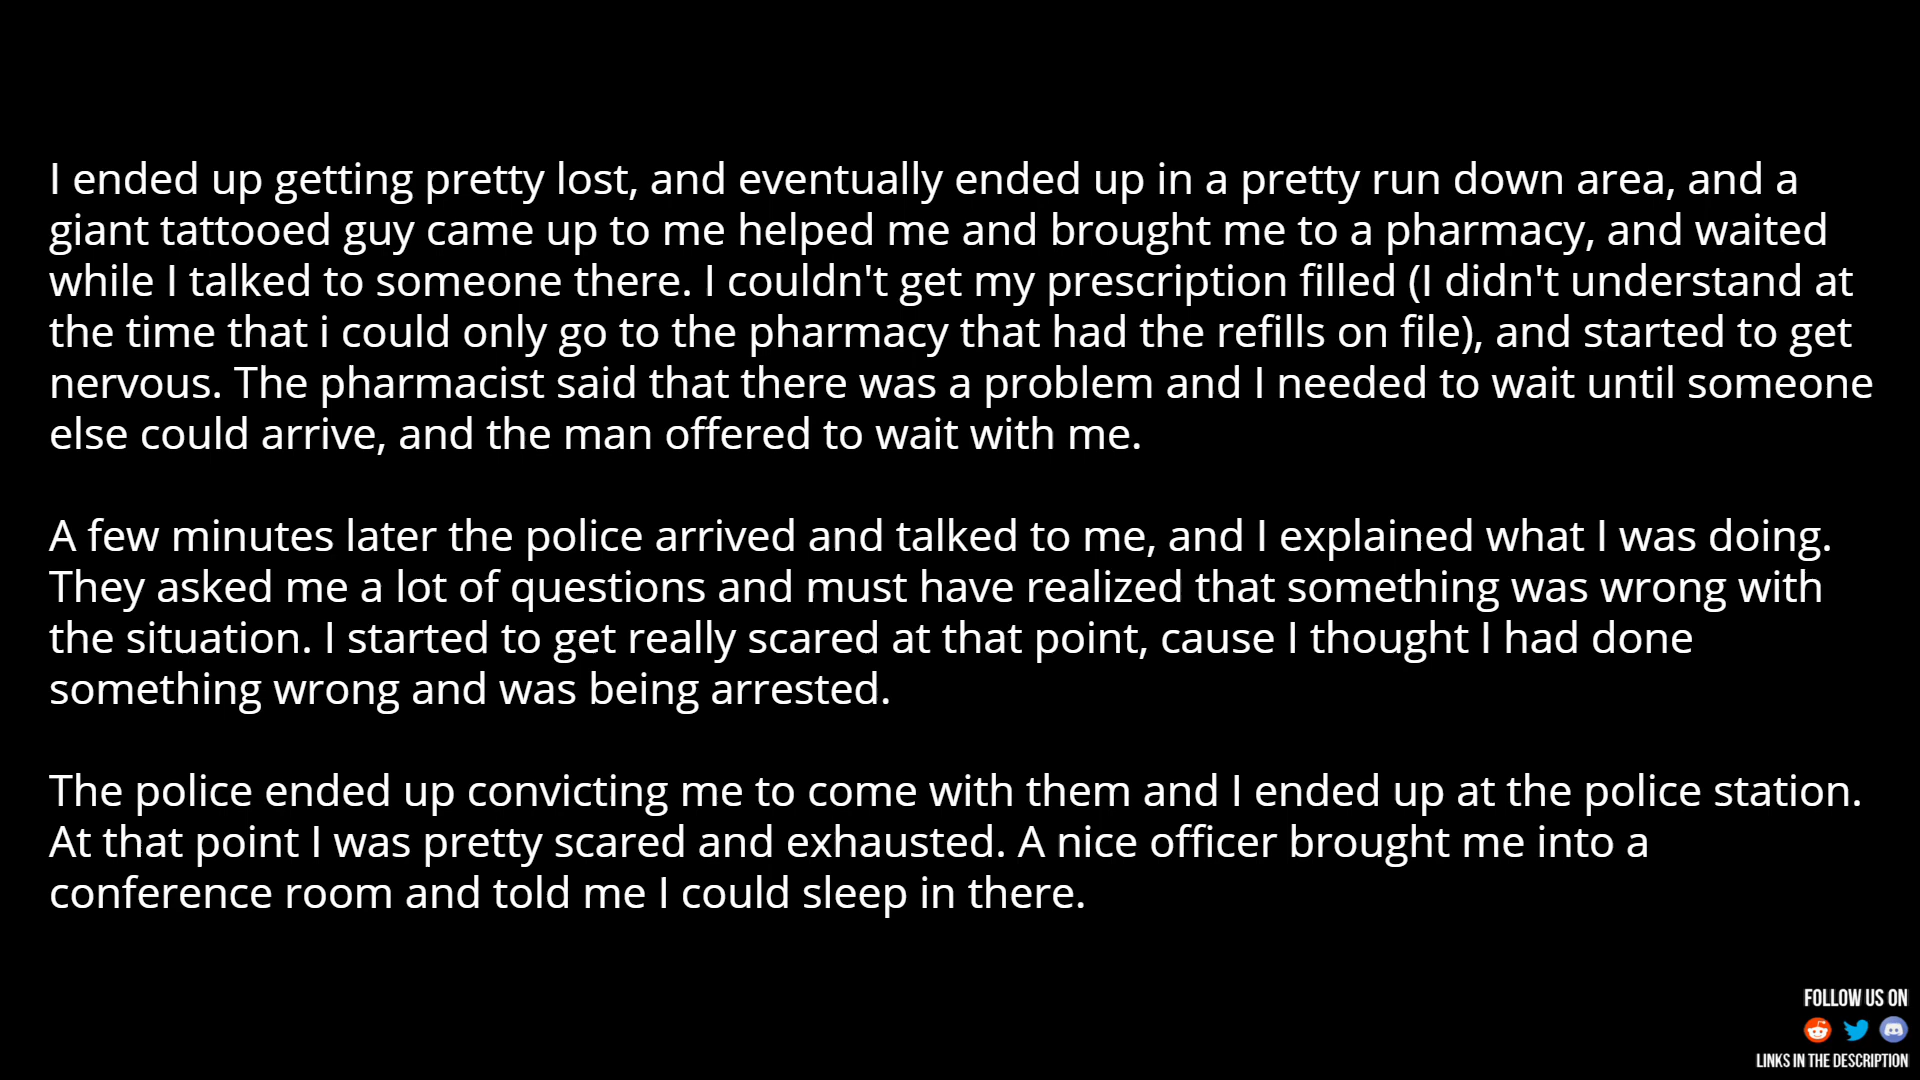 I ended up getting pretty lost, and eventually ended up in a pretty run down area, and a
giant tattooed guy came up to me helped me and brought me to a pharmacy, and waited
while I talked to someone there. I couldn't get my prescription filled (I didn't understand at
the time that i could only go to the pharmacy that had the refills on file), and started to get
nervous. The pharmacist said that there was a problem and I needed to wait until someone
else could arrive, and the man offered to wait with me.
A few minutes later the police arrived and talked to me, and I explained what I was doing.
They asked me a lot of questions and must have realized that something was wrong with
the situation. I started to get really scared at that point, cause I thought I had done
something wrong and was being arrested.
The police ended up convicting me to come with them and I ended up at the police station.
At that point I was pretty scared and exhausted. A nice officer brought me into a
conference room and told me I could sleep in there.
FOLLOW US ON
LINKS IN THE DESCRIPTION